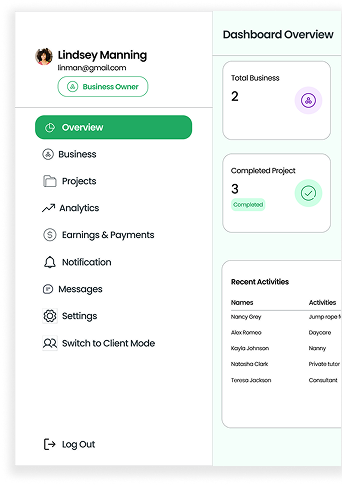 Lindsey Manning
linman@gmail.com
Business Owner
Overview
Business
Projects
Analytics
Earnings & Payments
Notification
Messages
Settings
Switch to Client Mode
Log Out
Dashboard Overview
Total Business
2
Completed Project
3
Completed
Recent Activities
Names Activities
Nancy Grey Jump rope
Alex Romeo Daycare
Kayla Johnson Nanny
Natasha Clark Private tutor
Teresa Jackson Consultant